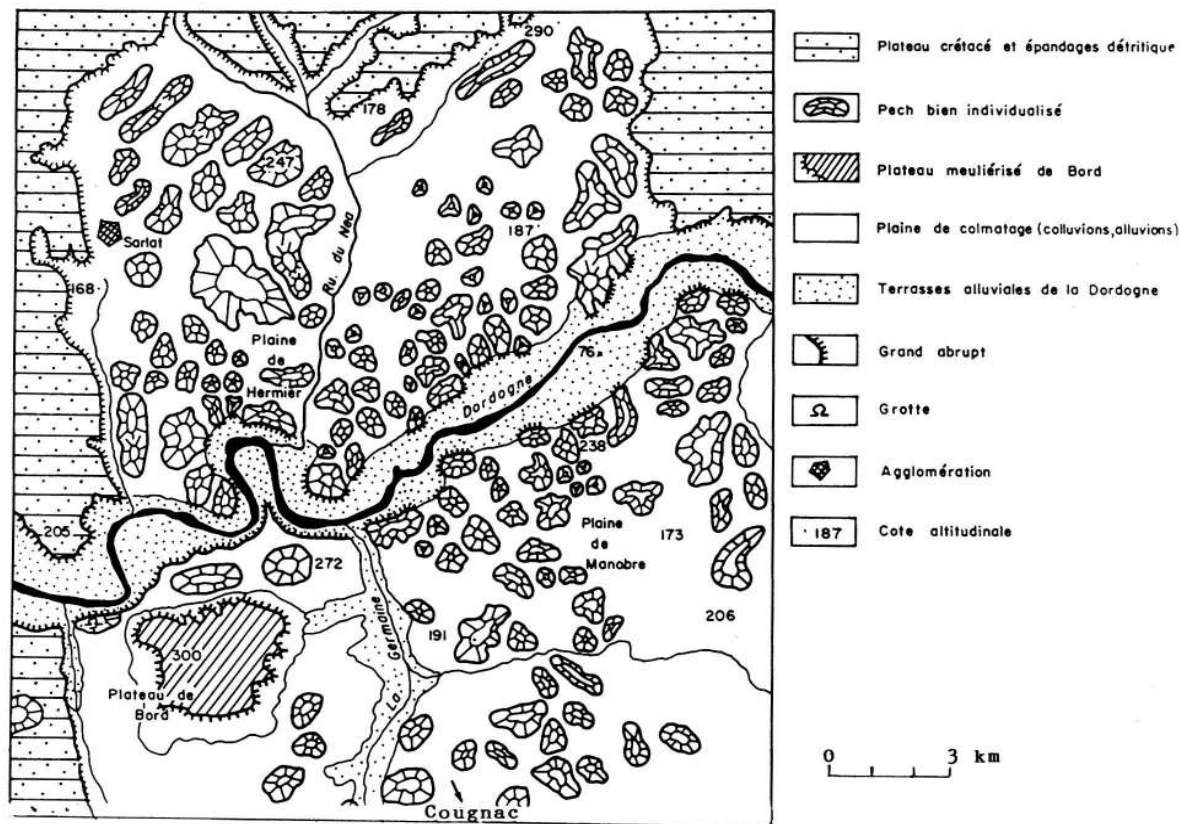 290
178
247
Sarlat
187
Ru. du Néa
168
Plaine
de
Hermier
76
Dordogne
238
205
272
Plaine
de
Manobre
173
206
191
La Germaine
300
Plateau de
Bord
Cougnac
Plateau crétacé et épandages détritique
Pech bien individualisé
Plateau meuliérisé de Bord
Plaine de colmatage (colluvions, alluvions)
Terrasses alluviales de la Dordogne
Grand abrupt
Ω Grotte
Agglomération
187 Cote altitudinale
0 3 km